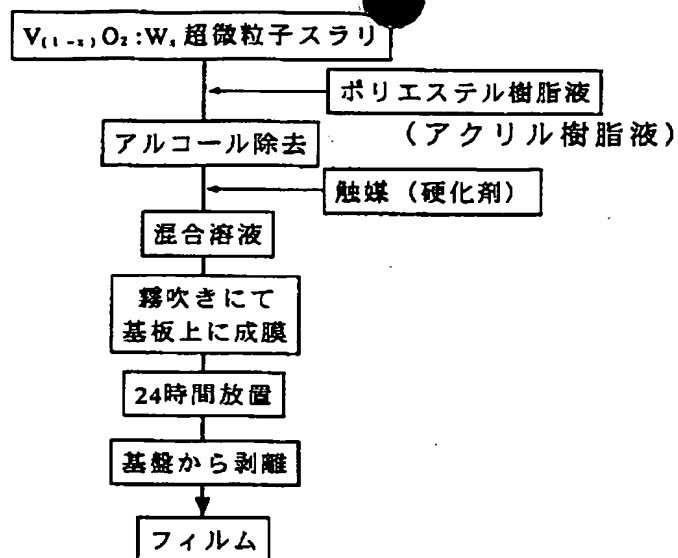 V₍₁₋ₓ₎O₂:Wₓ超微粒子スラリ
ポリエステル樹脂液
(アクリル樹脂液)
アルコール除去
触媒(硬化剤)
混合溶液
霧吹きにて
基板上に成膜
24時間放置
基盤から剥離
フィルム